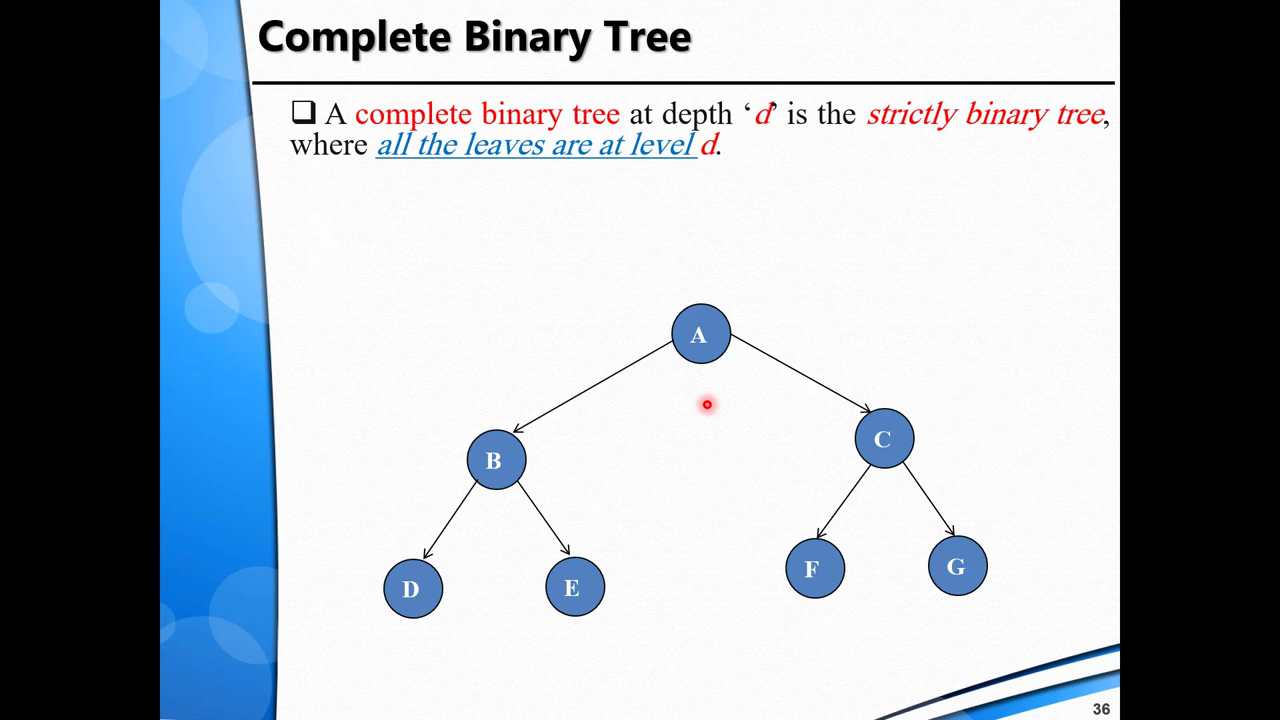 Complete Binary Tree
❑ A complete binary tree at depth ‘d’ is the strictly binary tree,
where all the leaves are at level d.
A
B
C
D
E
F
G
36